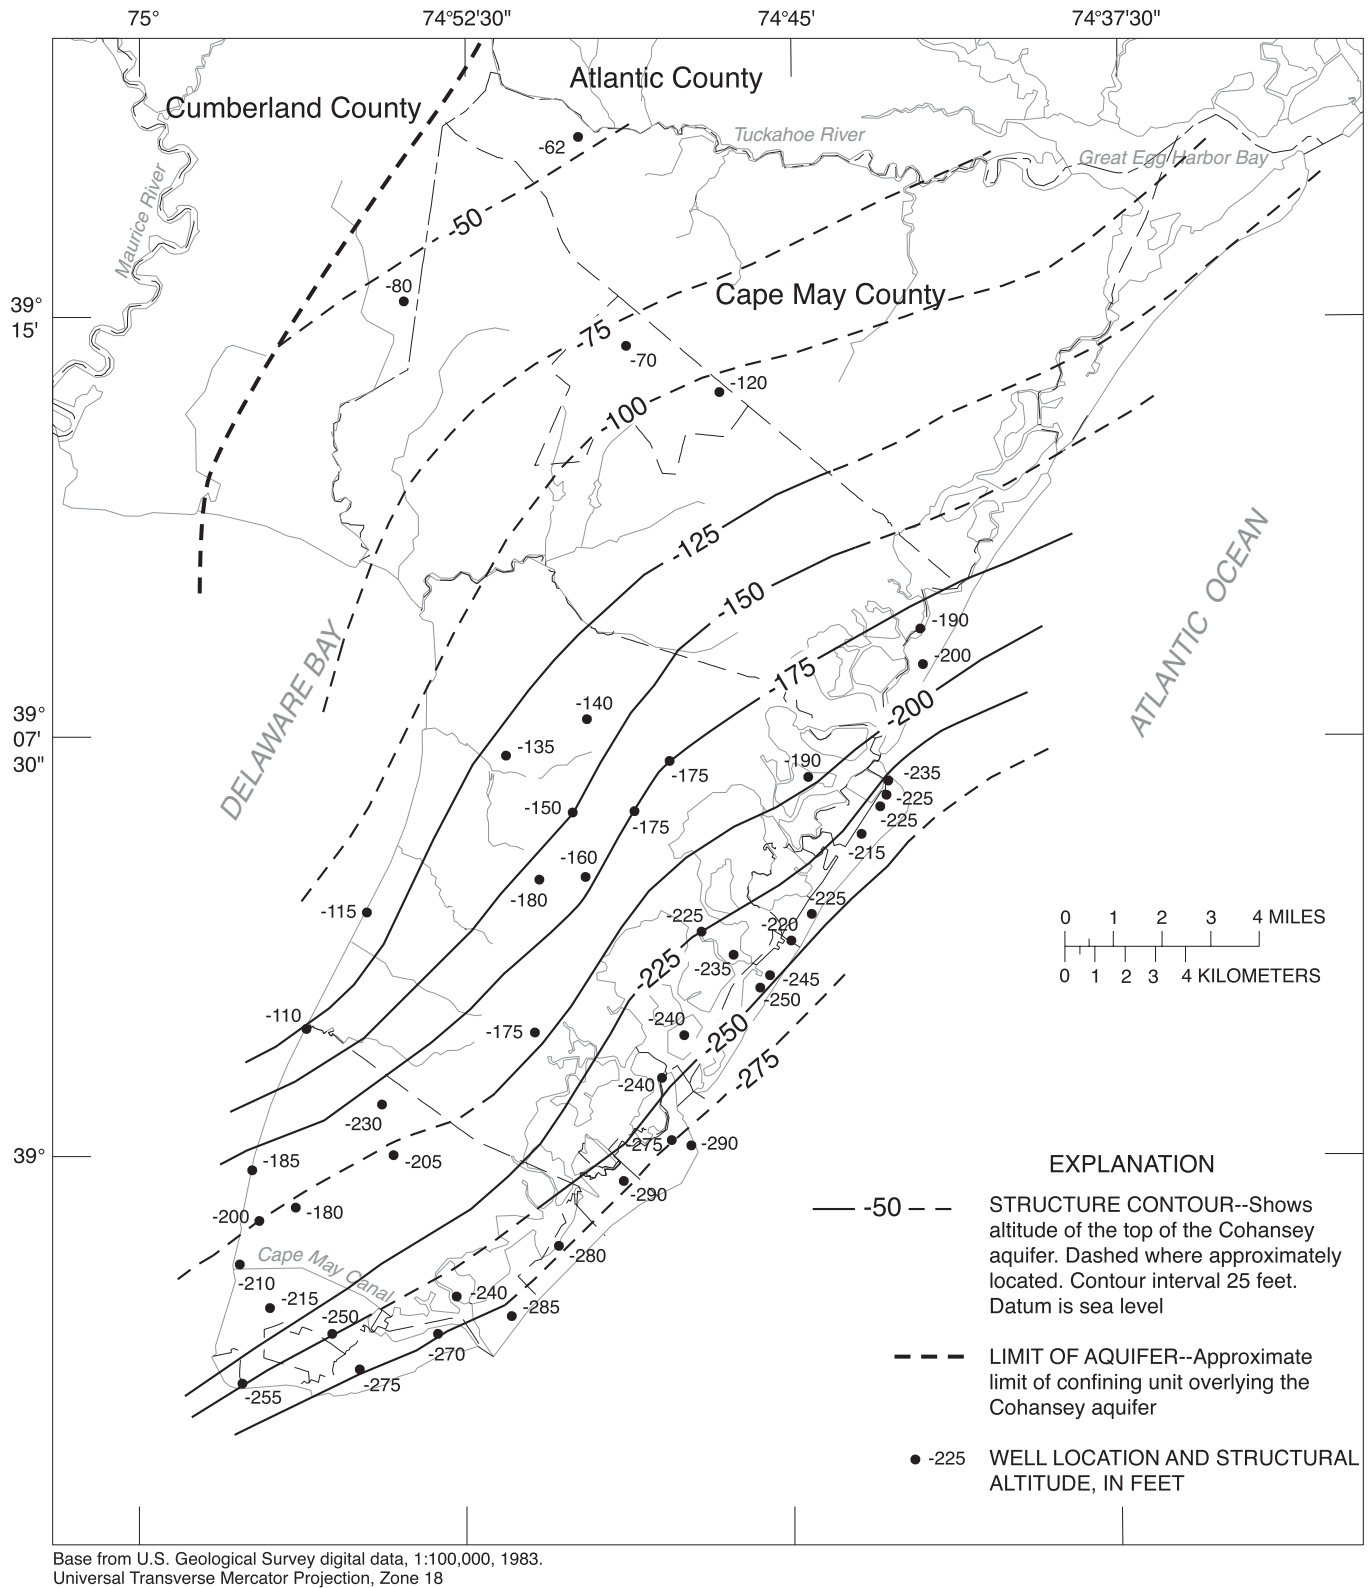 75°
74°52'30"
74°45'
74°37'30"
Atlantic County
Cumberland County
Tuckahoe River
-62
Great Egg Harbor Bay
Maurice River
-50
-80
39°
15'
Cape May County
-75
-70
-120
-100
-125
-150
ATLANTIC OCEAN
-190
DELAWARE BAY
-200
-175
-140
-200
39°
07'
30"
-135
-190
-175
-235
-225
-150
-175
-225
-160
-215
-180
-225
-115
-225
-220
0 1 2 3 4 MILES
-235
-225
-245
0 1 2 3 4 KILOMETERS
-250
-110
-240
-175
-250
-275
-240
-230
-275
-290
39°
-185
-205
EXPLANATION
-290
-200
-180
-50
STRUCTURE CONTOUR--Shows
altitude of the top of the Cohansey
aquifer. Dashed where approximately
located. Contour interval 25 feet.
Datum is sea level
Cape May Canal
-280
-210
-215
-240
-285
-250
-270
-275
-255
LIMIT OF AQUIFER--Approximate
limit of confining unit overlying the
Cohansey aquifer
-225
WELL LOCATION AND STRUCTURAL
ALTITUDE, IN FEET
Base from U.S. Geological Survey digital data, 1:100,000, 1983.
Universal Transverse Mercator Projection, Zone 18